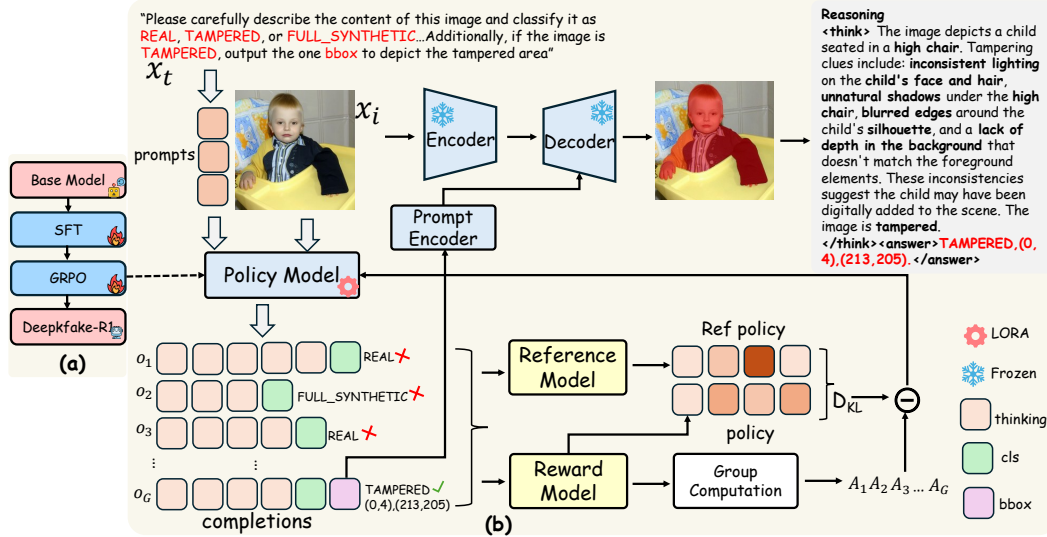 "Please carefully describe the content of this image and classify it as
REAL, TAMPERED, or FULL_SYNTHETIC...Additionally, if the image is
TAMPERED, output the one bbox to depict the tampered area"
x_t
prompts
x_i
Encoder
Decoder
Prompt
Encoder
Reasoning
<think> The image depicts a child
seated in a high chair. Tampering
clues include: inconsistent lighting
on the child's face and hair,
unnatural shadows under the high
chair, blurred edges around the
child's silhouette, and a lack of
depth in the background that
doesn't match the foreground
elements. These inconsistencies
suggest the child may have been
digitally added to the scene. The
image is tampered.
</think><answer>TAMPERED,(0,
4),(213,205). </answer>
Base Model
SFT
GRPO
Deepkfake-R1
(a)
Policy Model
o_1
REAL
o_2
FULL_SYNTHETIC
o_3
REAL
...
...
o_G
TAMPERED
(0,4),(213,205)
completions
Reference
Model
Ref policy
policy
D_KL
Reward
Model
Group
Computation
A_1 A_2 A_3 ... A_G
(b)
LORA
Frozen
thinking
cls
bbox